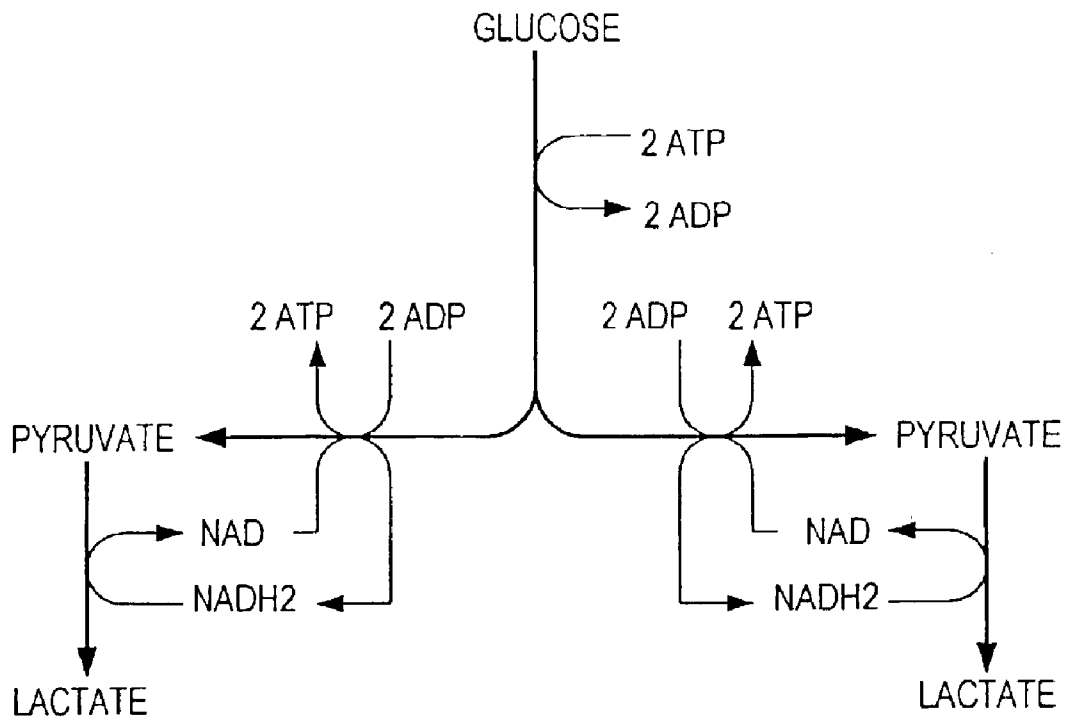 GLUCOSE
2 ATP
2 ADP
2 ATP 2 ADP 2 ADP 2 ATP
PYRUVATE PYRUVATE
NAD NAD
NADH2 NADH2
LACTATE LACTATE